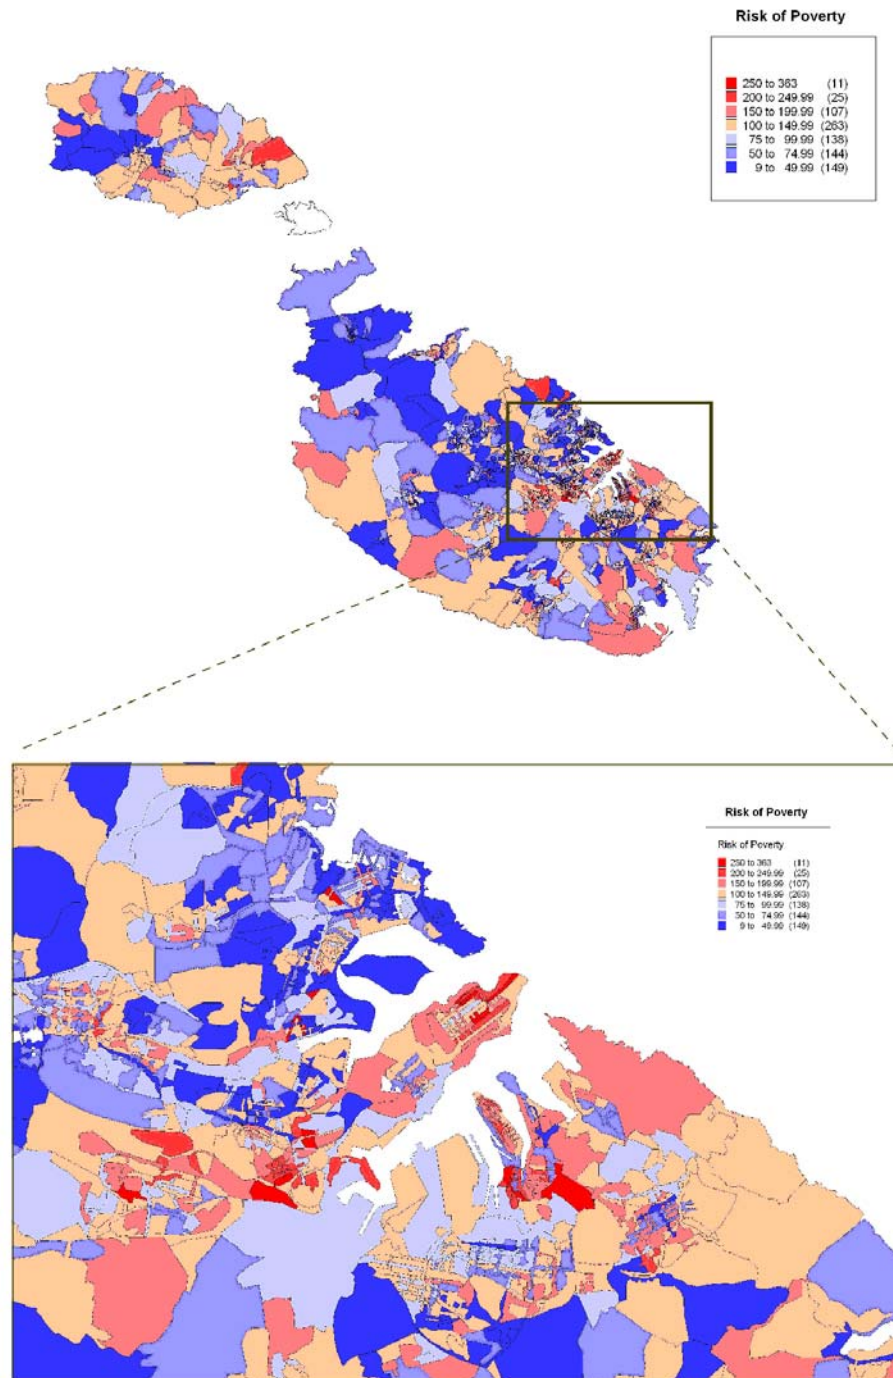 Risk of Poverty
250 to 363 (11)
200 to 249.99 (25)
150 to 199.99 (107)
100 to 149.99 (263)
75 to 99.99 (138)
50 to 74.99 (144)
9 to 49.99 (149)
Risk of Poverty
Risk of Poverty
250 to 363 (11)
200 to 249.99 (25)
150 to 199.99 (107)
100 to 149.99 (263)
75 to 99.99 (138)
50 to 74.99 (144)
9 to 49.99 (149)